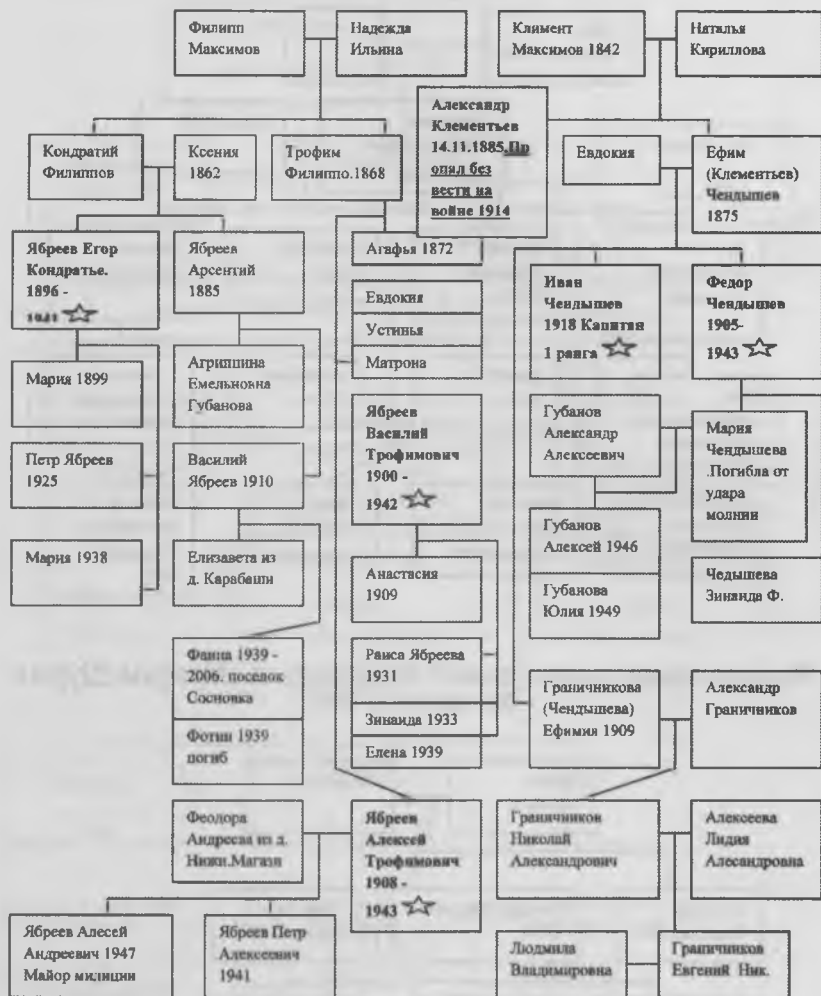 Филипп
Максимов
Надежда
Ильина
Климент
Максимов 1842
Наталья
Кириллова
Александр
Клементьев
14.11.1885.Пр
опал без
вести на
войне 1914
Кондратий
Филиппов
Ксения
1862
Трофим
Филиппо.1868
Евдокия
Ефим
(Клементьев)
Чендышев
1875
Ябреев Егор
Кондратье.
1896 -
1941
Ябреев
Арсентий
1885
Агафья 1872
Евдокия
Устинья
Матрона
Иван
Чендышев
1918 Капитан
1 ранга
Федор
Чендышев
1905-
1943
Мария 1899
Агриппина
Емельновна
Губанова
Ябреев
Василий
Трофимович
1900 -
1942
Губанов
Александр
Алексеевич
Мария
Чендышева
.Погибла от
удара
молнии
Петр Ябреев
1925
Василий
Ябреев 1910
Губанов
Алексей 1946
Губанова
Юлия 1949
Мария 1938
Елизавета из
д. Карабаши
Анастасия
1909
Чедышева
Зинаида Ф.
Фаина 1939 -
2006. поселок
Сосновка
Фотин 1939
погиб
Раиса Ябреева
1931
Зинаида 1933
Елена 1939
Граничникова
(Чендышева)
Ефимия 1909
Александр
Граничников
Феодора
Андреева из д.
Нижн.Магази
Ябреев
Алексей
Трофимович
1908 -
1943
Граничников
Николай
Александрович
Алексеева
Лидия
Алесандровна
Ябреев Алесей
Андреевич 1947
Майор милиции
Ябреев Петр
Алексеевич
1941
Людмила
Владимировна
Граничников
Евгений Ник.